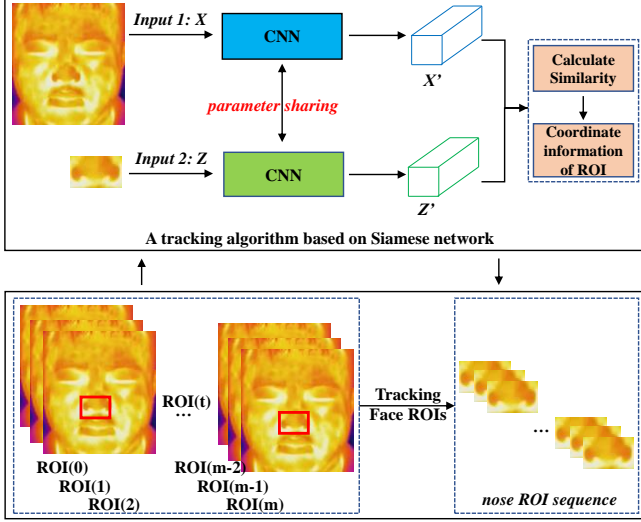 Input 1: X
CNN
X’
Calculate
Similarity
parameter sharing
Coordinate
information
of ROI
Input 2: Z
CNN
Z’
A tracking algorithm based on Siamese network
ROI(t)
...
Tracking
Face ROIs
...
ROI(0)
ROI(1)
ROI(2)
ROI(m-2)
ROI(m-1)
ROI(m)
nose ROI sequence